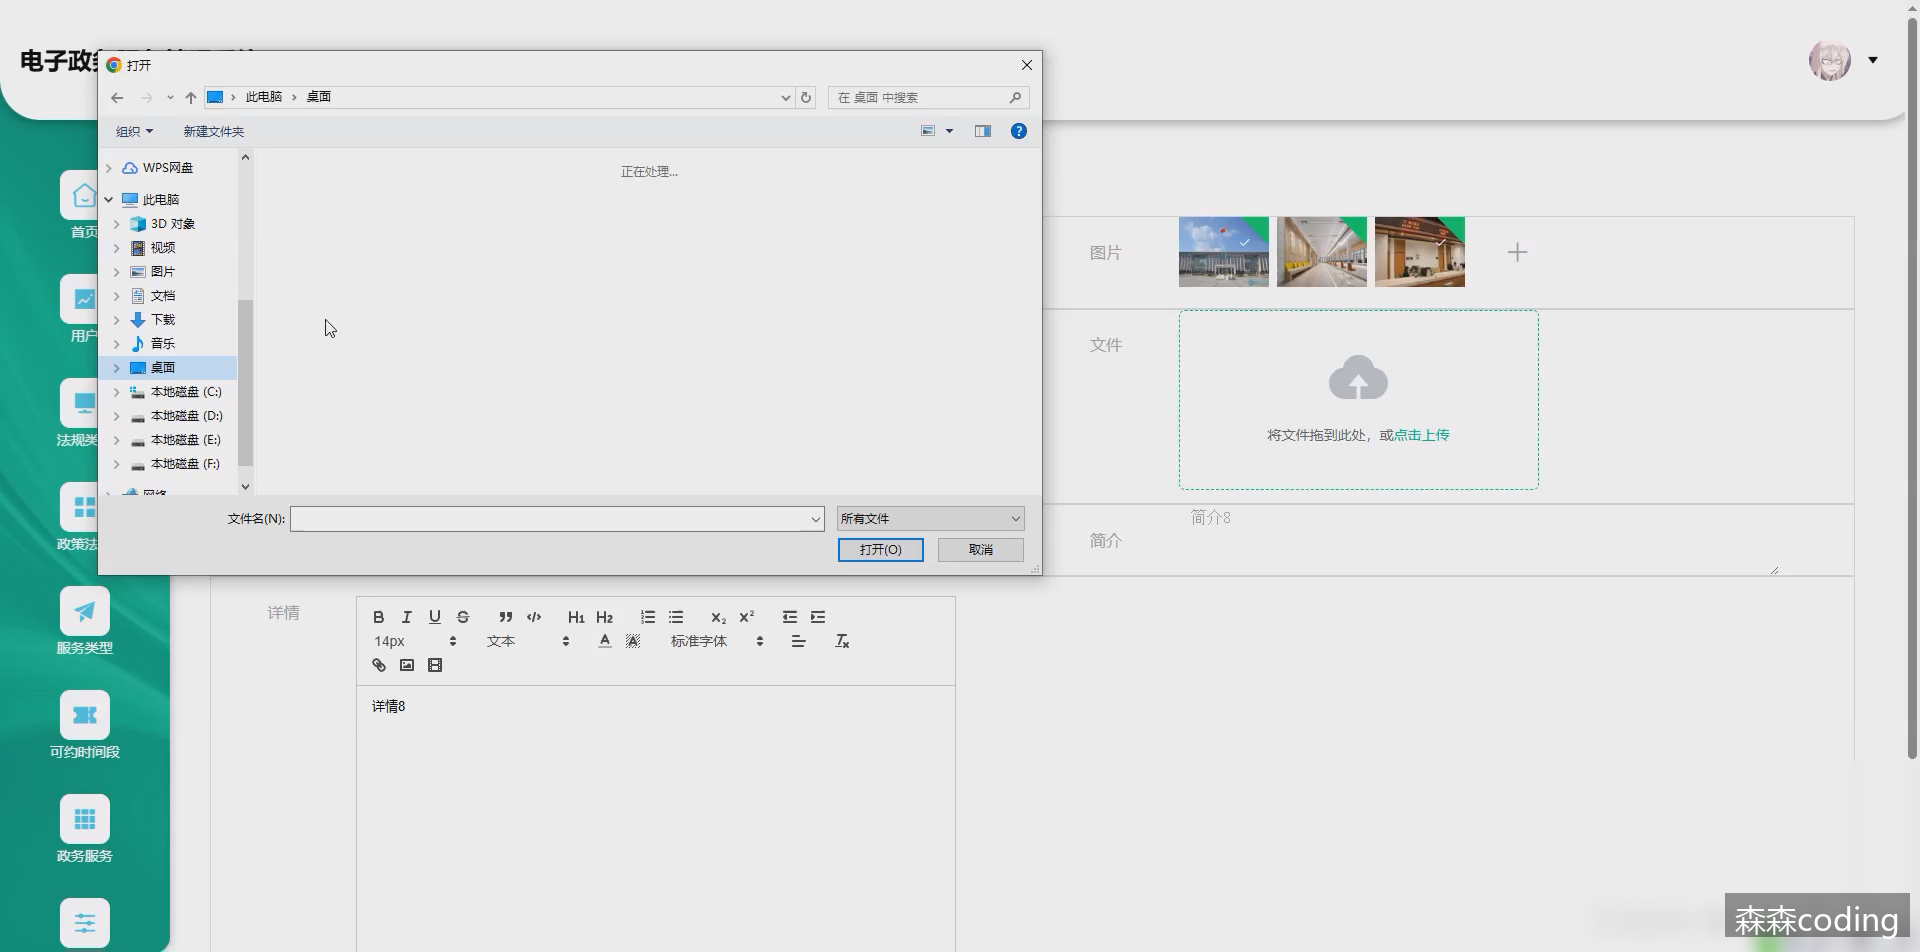 电子政务
打开
此电脑
桌面
在 桌面 中搜索
组织
新建文件夹
WPS网盘
此电脑
3D 对象
视频
图片
文档
下载
音乐
桌面
本地磁盘 (C:)
本地磁盘 (D:)
本地磁盘 (E:)
本地磁盘 (F:)
网络
正在处理...
文件名(N):
所有文件
打开(O)
取消
首页
用户
法规类
政策法
服务类型
可约时间段
政务服务
图片
文件
将文件拖到此处，或点击上传
简介
简介8
详情
B I U S H1 H2 x2 x2
14px
文本
标准字体
详情8
森森coding